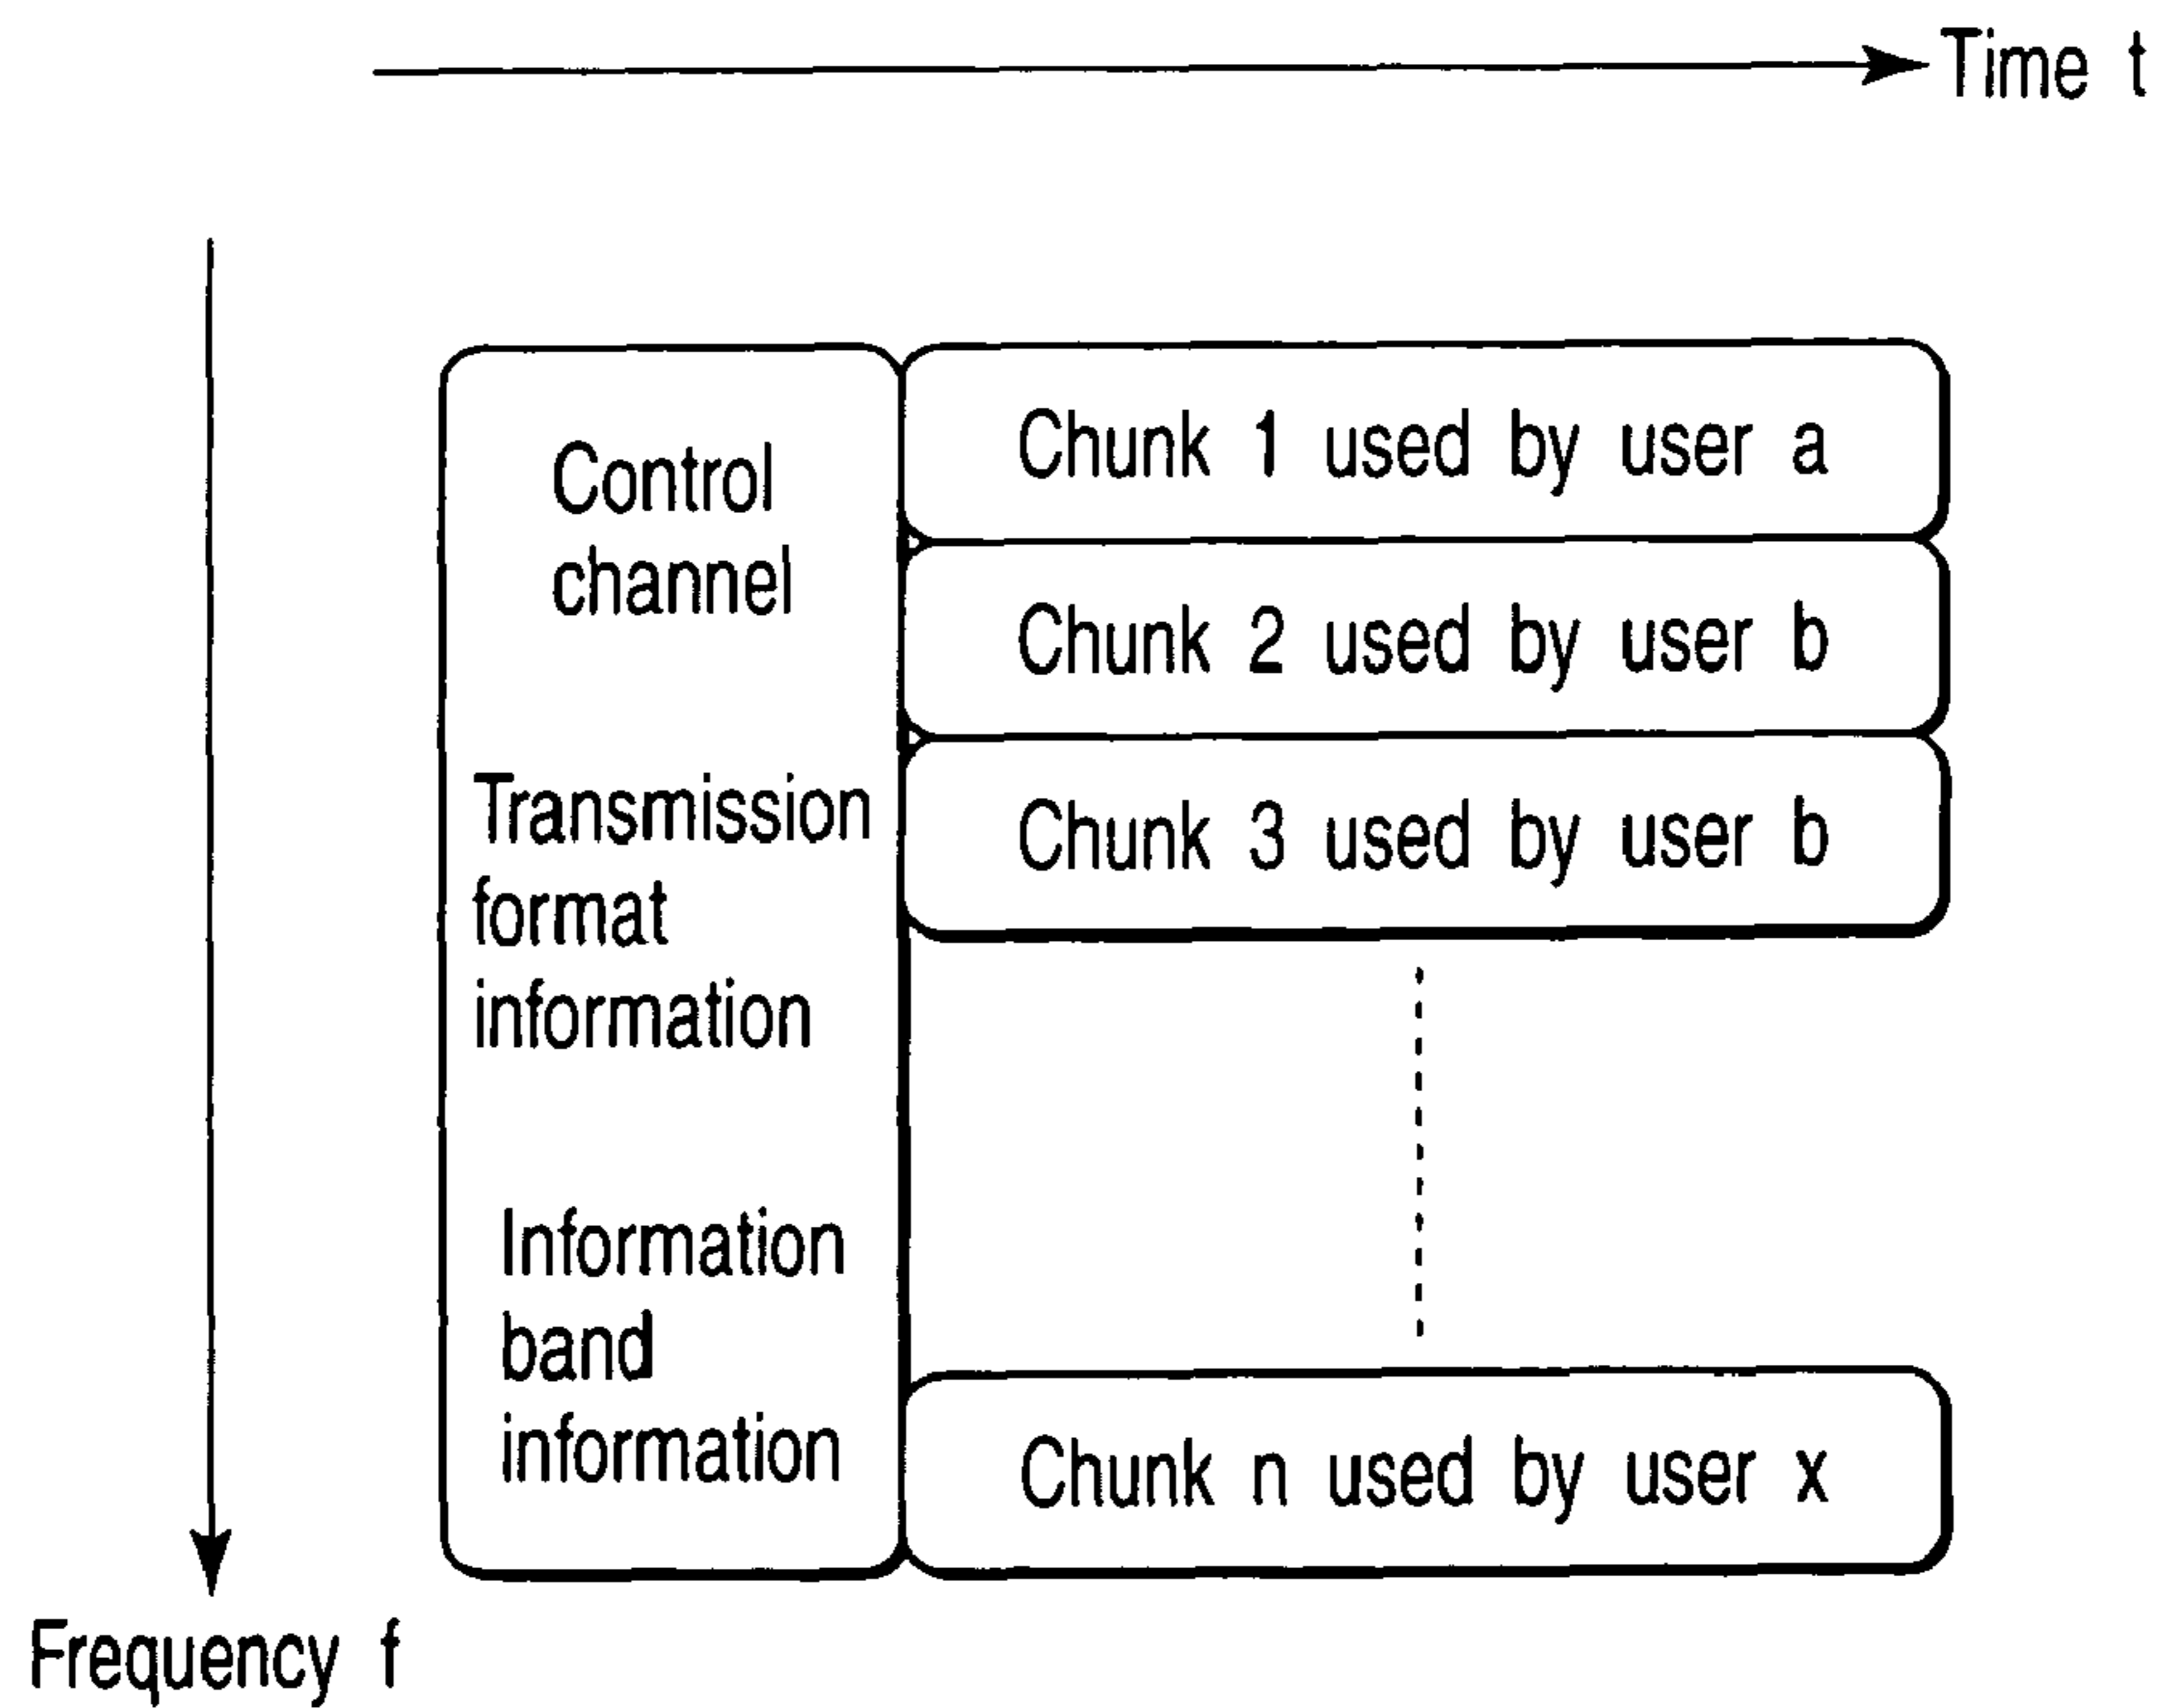 Time t
Control
channel
Transmission
format
information
Information
band
information
Chunk 1 used by user a
Chunk 2 used by user b
Chunk 3 used by user b
Chunk n used by user x
Frequency f